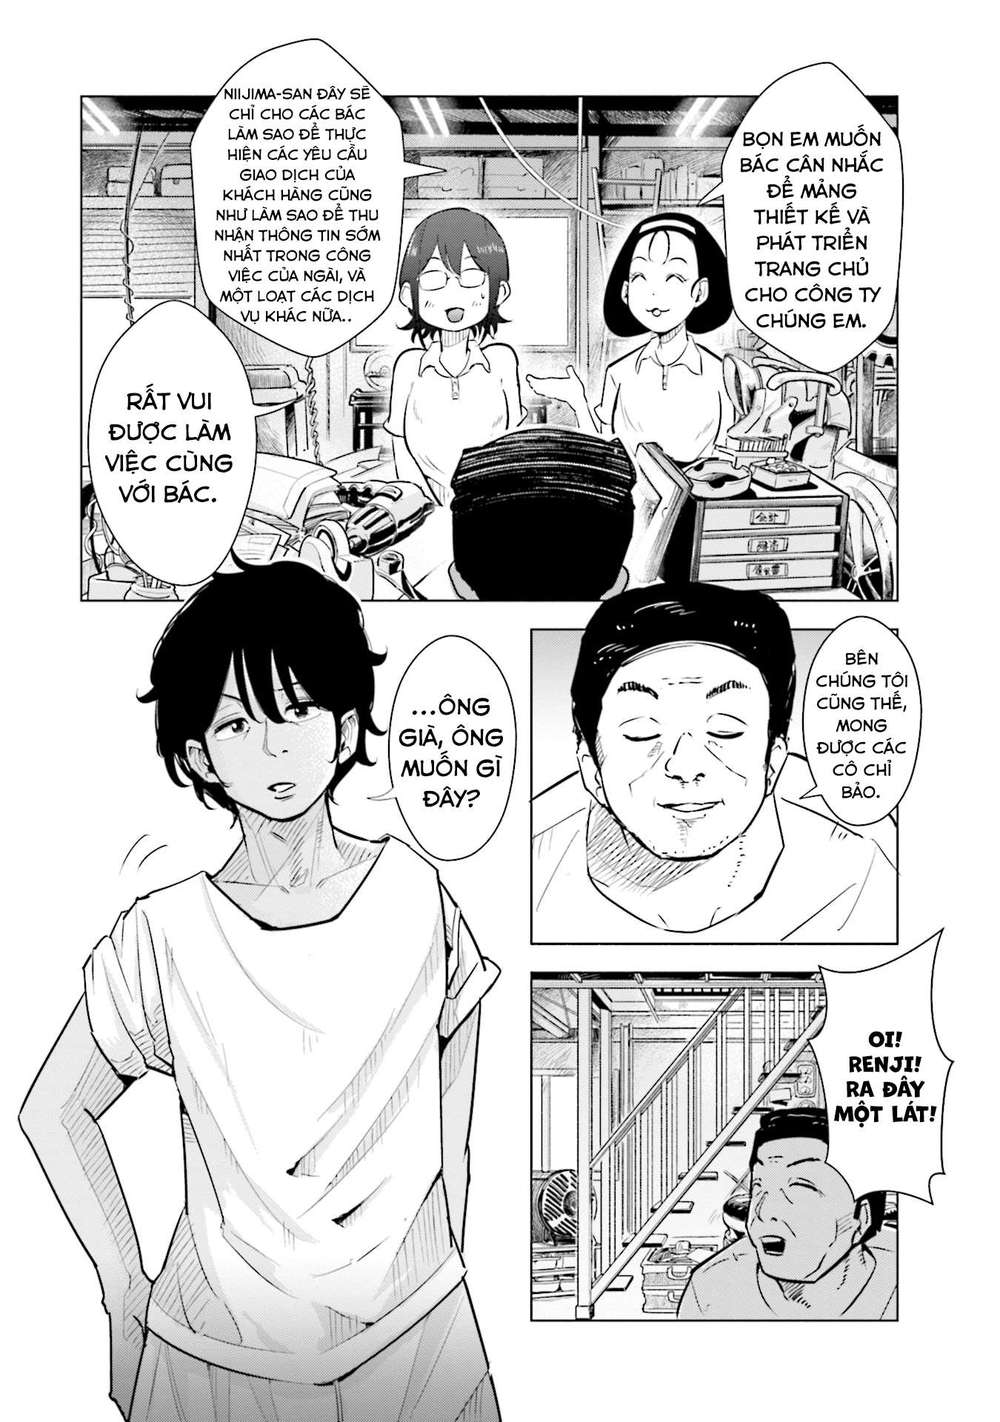 BỌN EM MUỐN
BÁC CÂN NHẮC
ĐỂ MẢNG
THIẾT KẾ VÀ
PHÁT TRIỂN
TRANG CHỦ
CHO CÔNG TY
CHÚNG EM.
NIIJIMA-SAN ĐÂY SẼ
CHỈ CHO CÁC BÁC
LÀM SAO ĐỂ THỰC
HIỆN CÁC YÊU CẦU
GIAO DỊCH CỦA
KHÁCH HÀNG CŨNG
NHƯ LÀM SAO ĐỂ THU
NHẬN THÔNG TIN SỚM
NHẤT TRONG CÔNG
VIỆC CỦA NGÀI, VÀ
MỘT LOẠT CÁC DỊCH
VỤ KHÁC NỮA..
RẤT VUI
ĐƯỢC LÀM
VIỆC CÙNG
VỚI BÁC.
会計
BÊN
CHÚNG TÔI
CŨNG THẾ,
MONG
ĐƯỢC CÁC
CÔ CHỈ
BẢO.
OI!
RENJI!
RA ĐÂY
MỘT LÁT!
...ÔNG
GIÀ, ÔNG
MUỐN GÌ
ĐÂY?